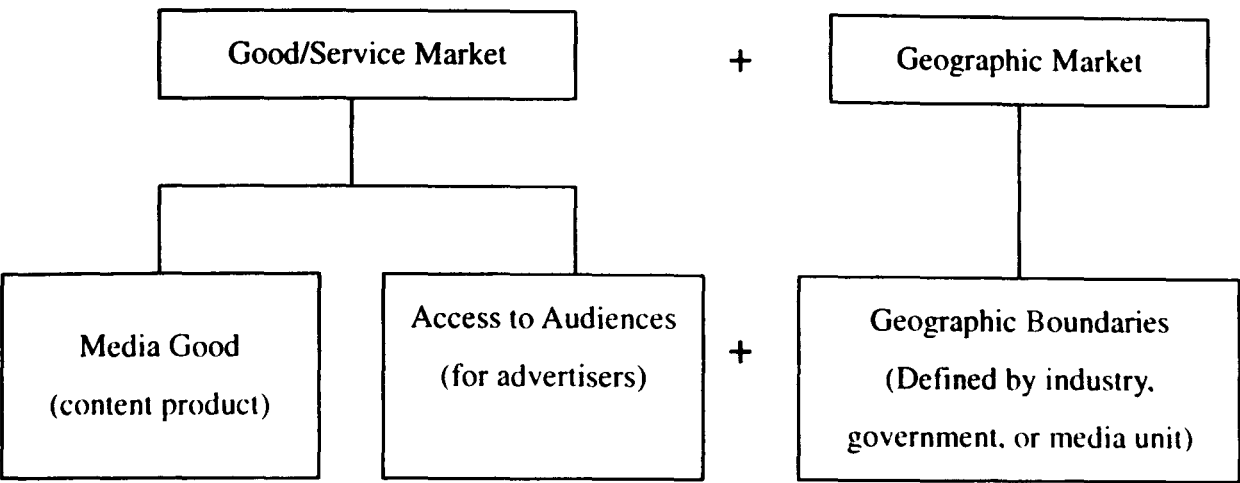 Good/Service Market
+
Geographic Market
Media Good
(content product)
Access to Audiences
(for advertisers)
+
Geographic Boundaries
(Defined by industry,
government, or media unit)